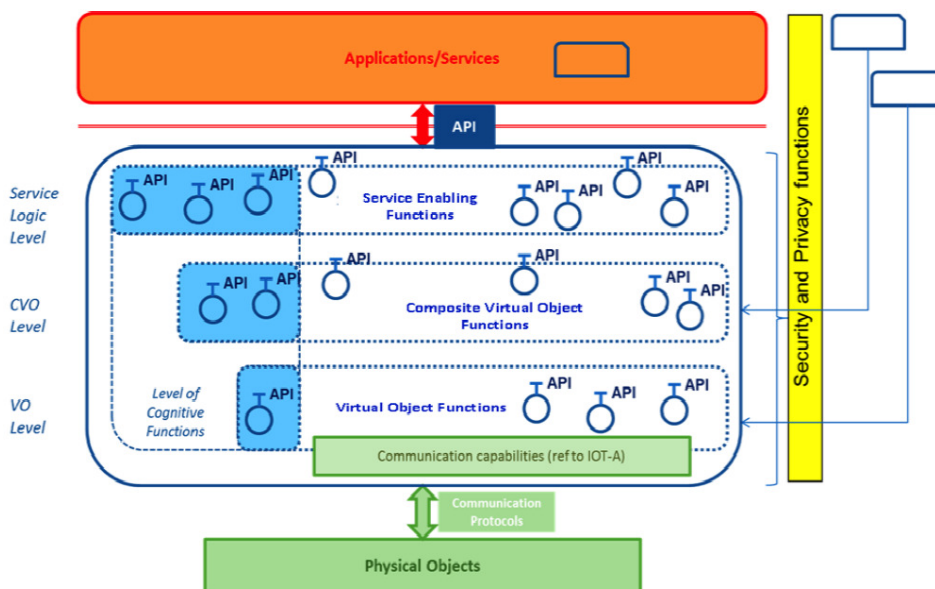 Applications/Services
API
Service
Logic
Level
API
API
API
API
Service Enabling
Functions
API
API
API
API
CVO
Level
API
API
API
Composite Virtual Object
Functions
API
API
API
VO
Level
Level of
Cognitive
Functions
API
Virtual Object Functions
API
API
API
Communication capabilities (ref to IOT-A)
Communication
Protocols
Physical Objects
Security and Privacy functions